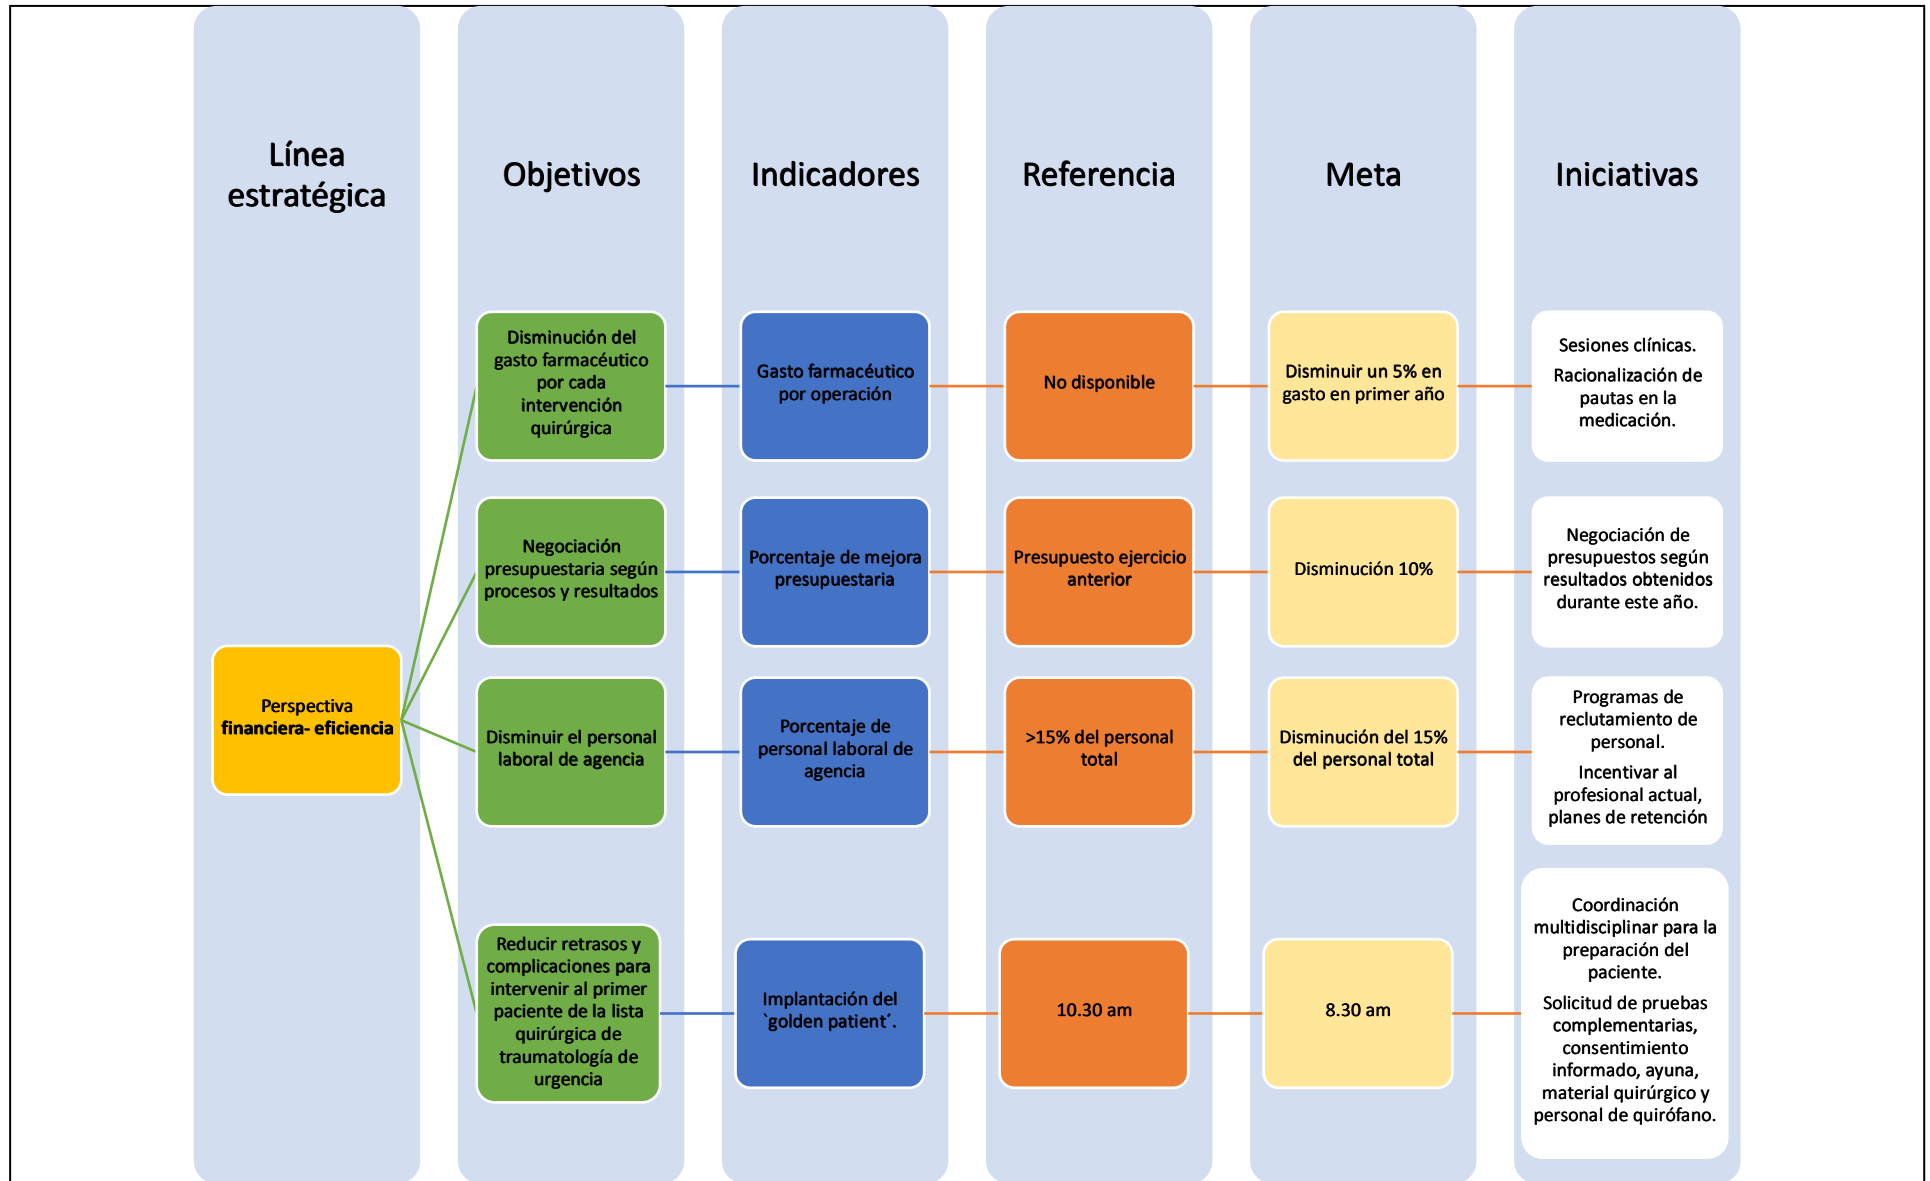 Línea
estratégica
Objetivos
Indicadores
Referencia
Meta
Iniciativas
Perspectiva
financiera- eficiencia
Disminución del
gasto farmacéutico
por cada
intervención
quirúrgica
Gasto farmacéutico
por operación
No disponible
Disminuir un 5% en
gasto en primer año
Sesiones clínicas.
Racionalización de
pautas en la
medicación.
Negociación
presupuestaria según
procesos y resultados
Porcentaje de mejora
presupuestaria
Presupuesto ejercicio
anterior
Disminución 10%
Negociación de
presupuestos según
resultados obtenidos
durante este año.
Disminuir el personal
laboral de agencia
Porcentaje de
personal laboral de
agencia
>15% del personal
total
Disminución del 15%
del personal total
Programas de
reclutamiento de
personal.
Incentivar al
profesional actual,
planes de retención
Reducir retrasos y
complicaciones para
intervenir al primer
paciente de la lista
quirúrgica de
traumatología de
urgencia
Implantación del
`golden patient´.
10.30 am
8.30 am
Coordinación
multidisciplinar para la
preparación del
paciente.
Solicitud de pruebas
complementarias,
consentimiento
informado, ayuna,
material quirúrgico y
personal de quirófano.